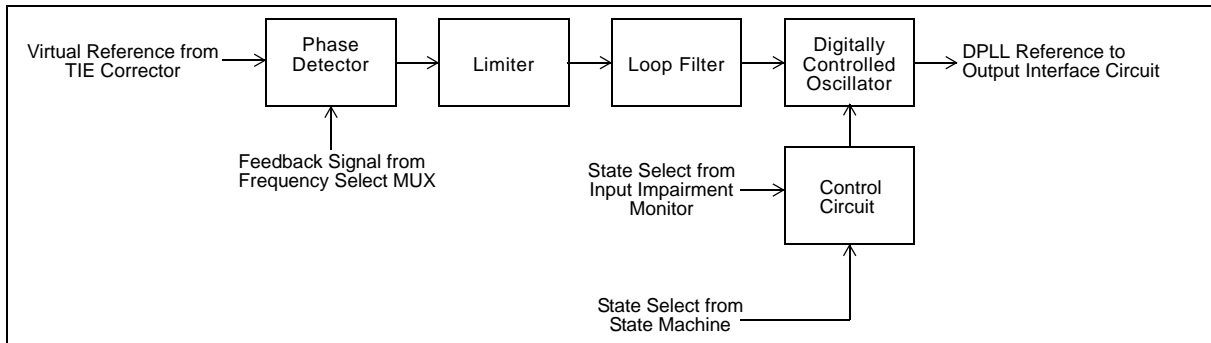 Virtual Reference from
TIE Corrector
Phase
Detector
Limiter
Loop Filter
Digitally
Controlled
Oscillator
DPLL Reference to
Output Interface Circuit
Feedback Signal from
Frequency Select MUX
State Select from
Input Impairment
Monitor
Control
Circuit
State Select from
State Machine